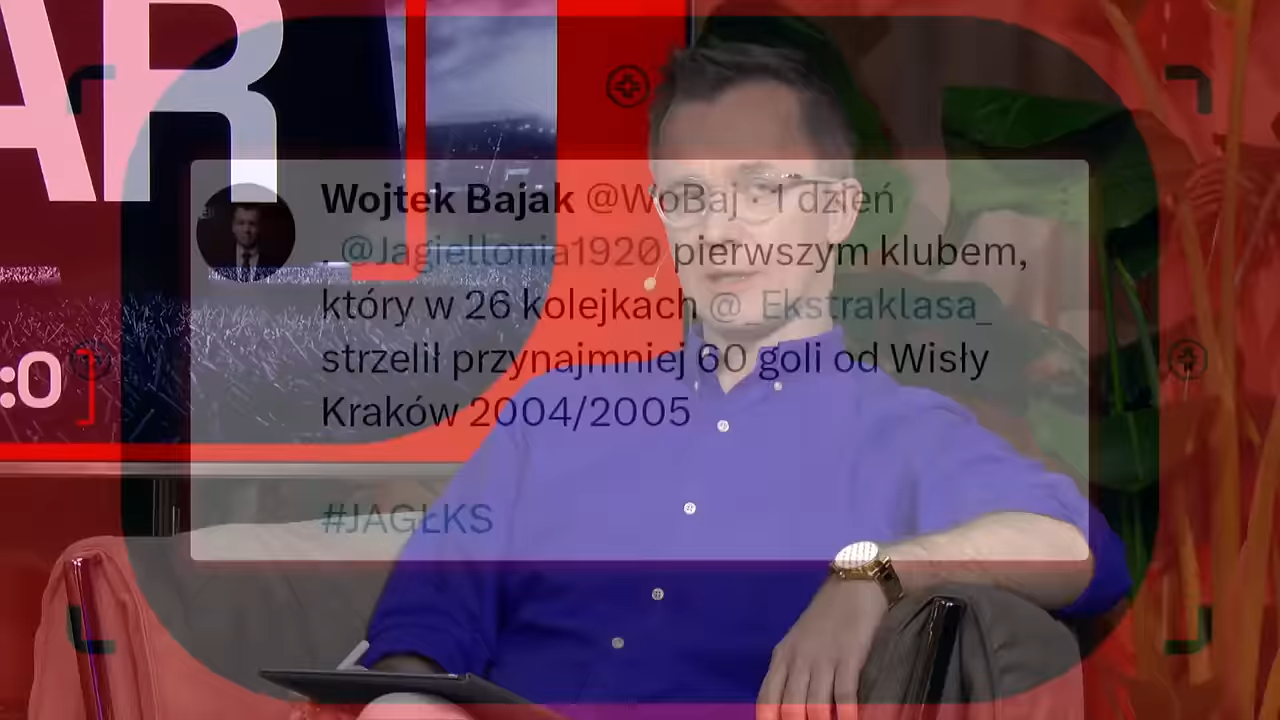 AR
:0
Wojtek Bajak @WoBaj · 1 dzień
. @Jagiellonia1920 pierwszym klubem,
który w 26 kolejkach @_Ekstraklasa_
strzelił przynajmniej 60 goli od Wisły
Kraków 2004/2005
#JAGŁKS